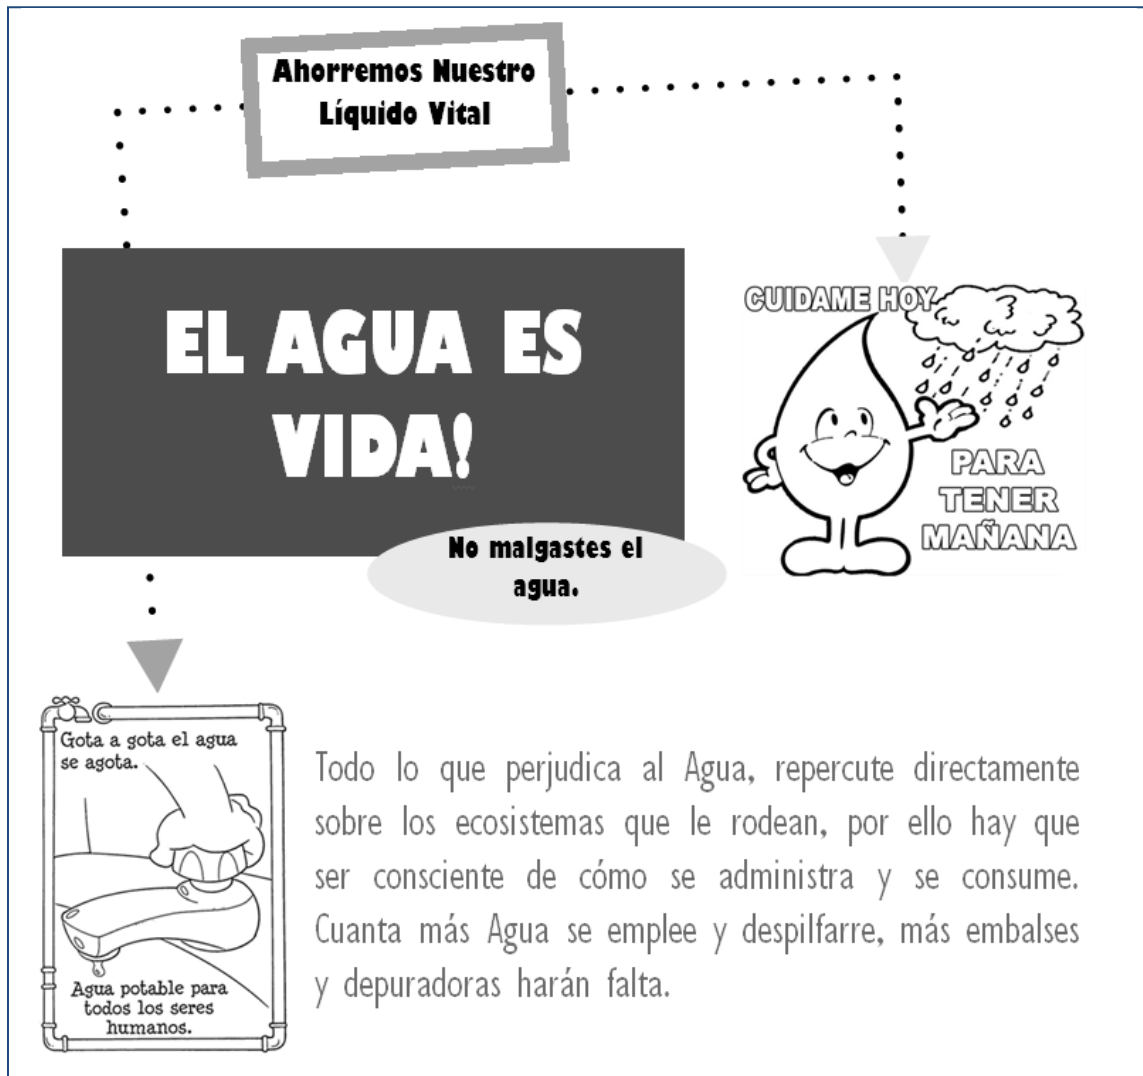 Ahorremos Nuestro
Líquido Vital
EL AGUA ES
VIDA!
No malgastes el
agua.
CUIDAME HOY
PARA
TENER
MAÑANA
Gota a gota el agua
se agota.
Agua potable para
todos los seres
humanos.
Todo lo que perjudica al Agua, repercute directamente
sobre los ecosistemas que le rodean, por ello hay que
ser consciente de cómo se administra y se consume.
Cuanta más Agua se emplee y despilfarre, más embalses
y depuradoras harán falta.